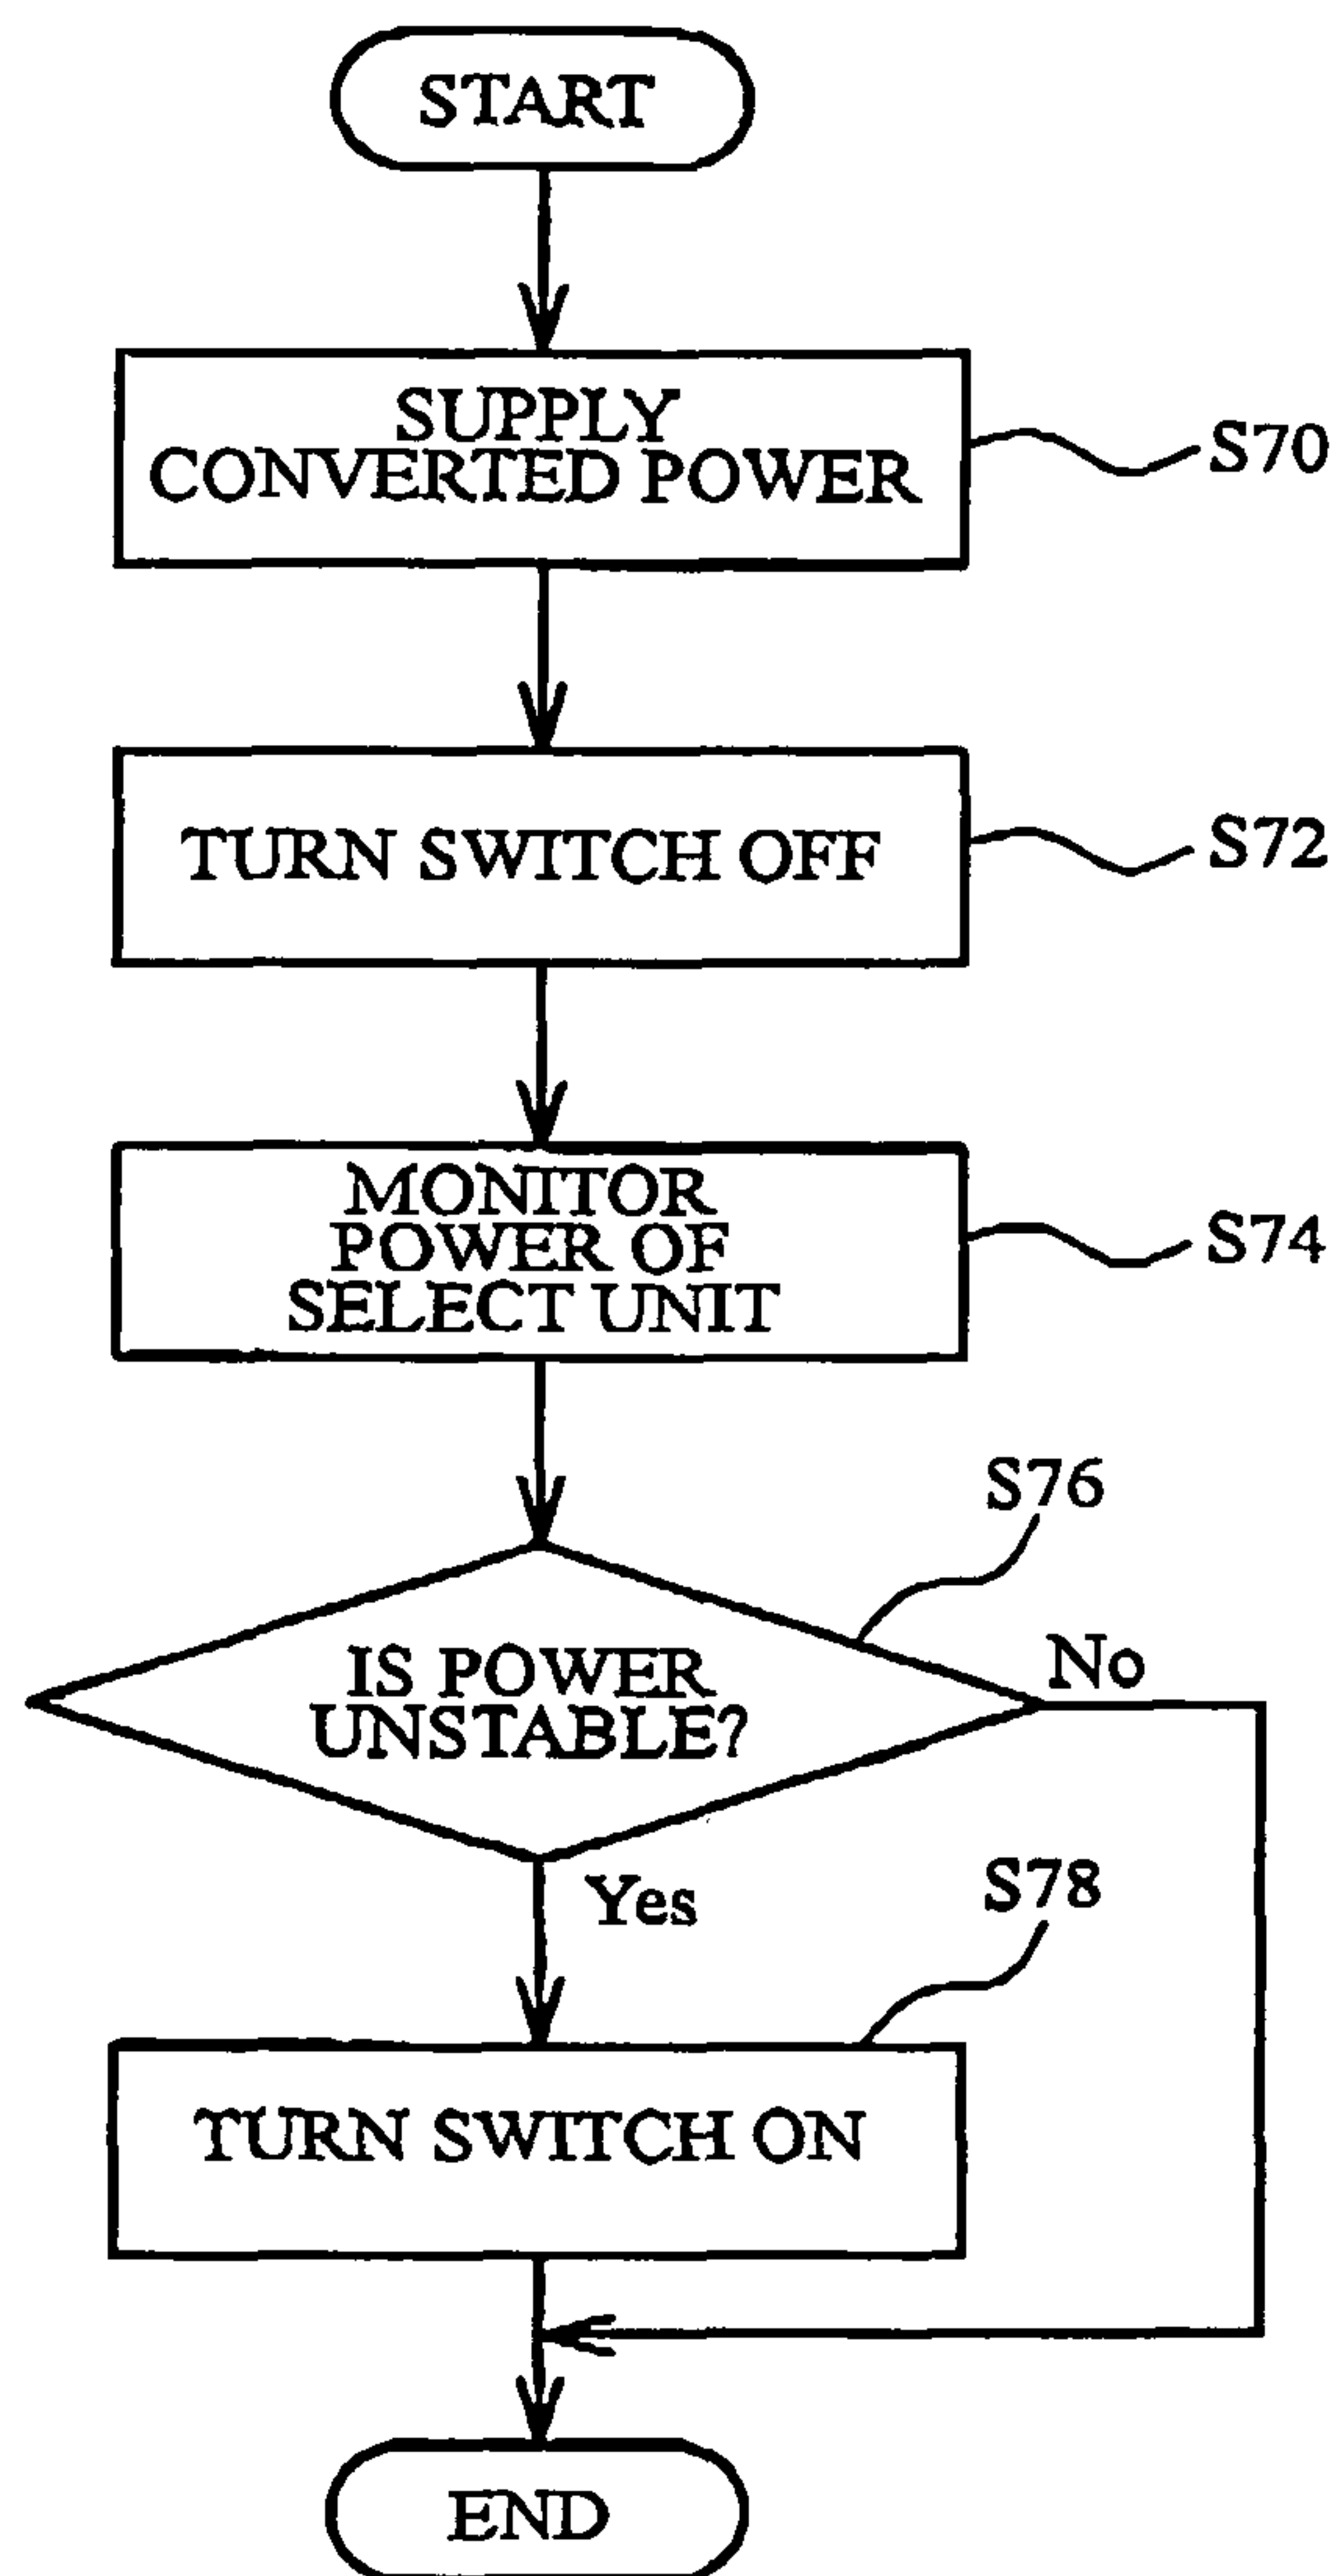 START
SUPPLY
CONVERTED POWER
S70
TURN SWITCH OFF
S72
MONITOR
POWER OF
SELECT UNIT
S74
S76
IS POWER
UNSTABLE?
No
Yes
S78
TURN SWITCH ON
END